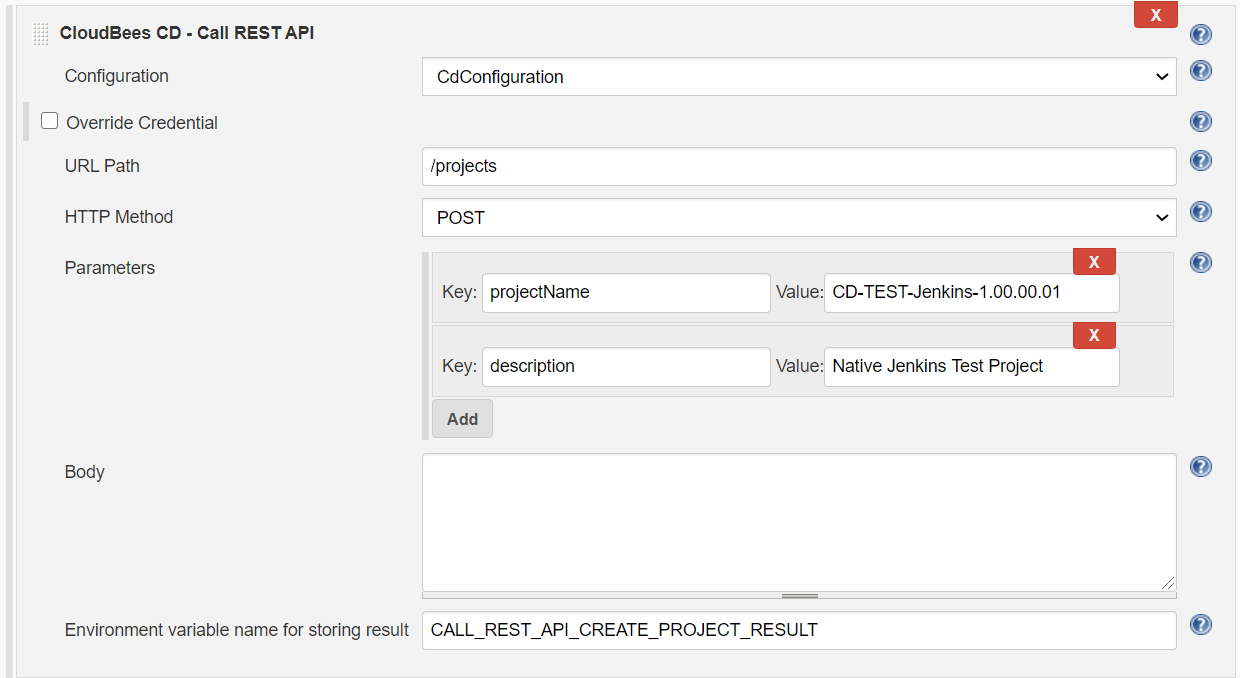 X
CloudBees CD - Call REST API
?
Configuration CdConfiguration ?
Override Credential ?
URL Path /projects ?
HTTP Method POST ?
Parameters ?
X
Key: projectName Value: CD-TEST-Jenkins-1.00.00.01
X
Key: description Value: Native Jenkins Test Project
Add
Body ?
Environment variable name for storing result CALL_REST_API_CREATE_PROJECT_RESULT ?